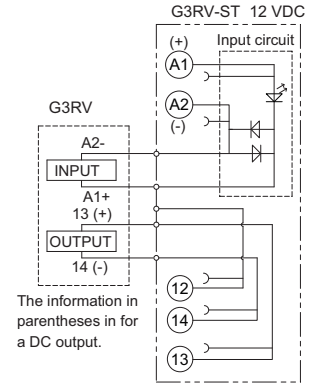 G3RV-ST 12 VDC
(+)
Input circuit
A1
A2
(-)
G3RV
A2-
INPUT
A1+
13 (+)
OUTPUT
14 (-)
12
14
13
The information in
parentheses in for
a DC output.